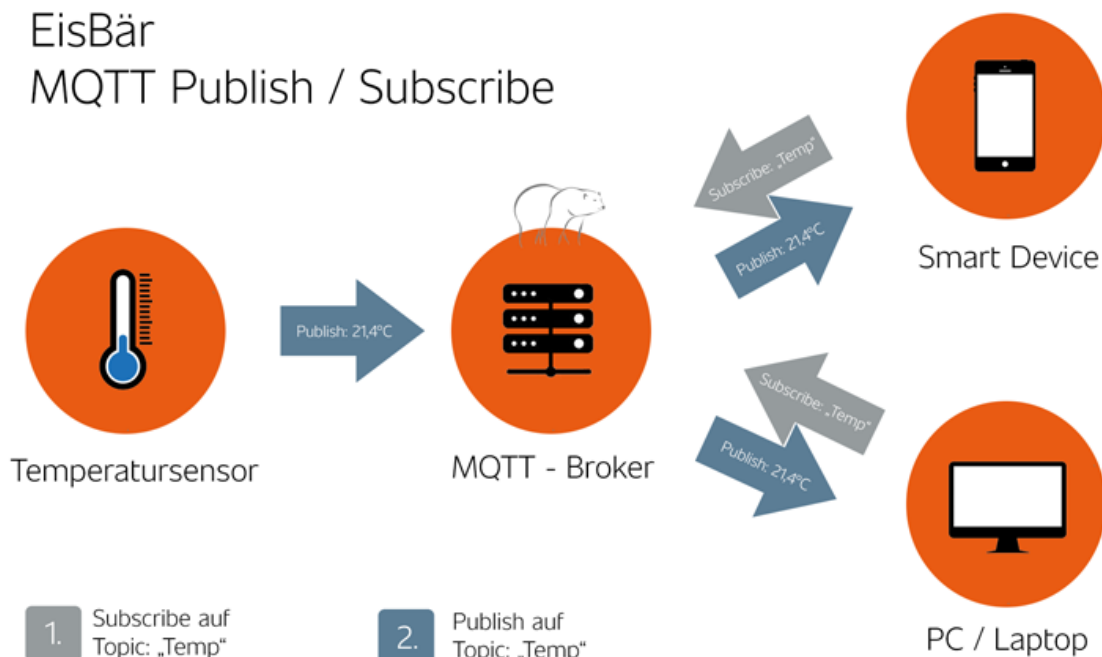 EisBär
MQTT Publish / Subscribe
Subscribe: „Temp“
Publish: 21,4°C
Smart Device
Publish: 21,4°C
Temperatursensor
MQTT - Broker
Subscribe: „Temp“
Publish: 21,4°C
PC / Laptop
1.
Subscribe auf
Topic: „Temp“
2.
Publish auf
Topic: „Temp“